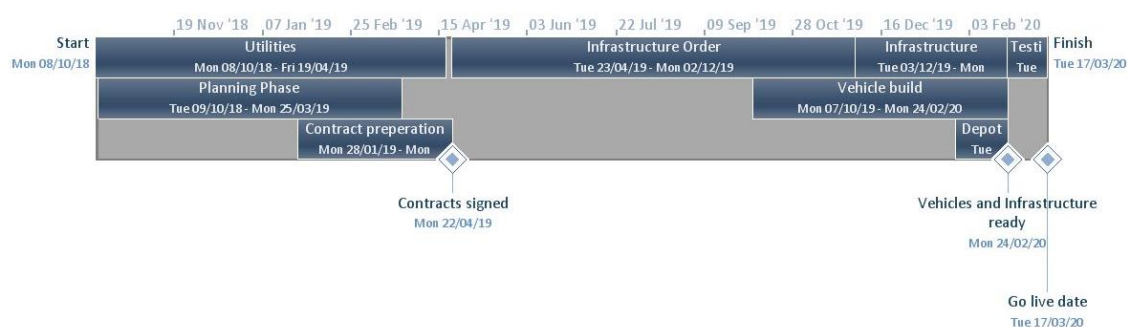 19 Nov '18 07 Jan '19 25 Feb '19 15 Apr '19 03 Jun '19 22 Jul '19 09 Sep '19 28 Oct '19 16 Dec '19 03 Feb '20
Start
Mon 08/10/18
Utilities
Mon 08/10/18 - Fri 19/04/19
Infrastructure Order
Tue 23/04/19 - Mon 02/12/19
Infrastructure
Tue 03/12/19 - Mon
Testi
Tue
Finish
Tue 17/03/20
Planning Phase
Tue 09/10/18 - Mon 25/03/19
Vehicle build
Mon 07/10/19 - Mon 24/02/20
Contract preperation
Mon 28/01/19 - Mon
Depot
Tue
Contracts signed
Mon 22/04/19
Vehicles and Infrastructure
ready
Mon 24/02/20
Go live date
Tue 17/03/20